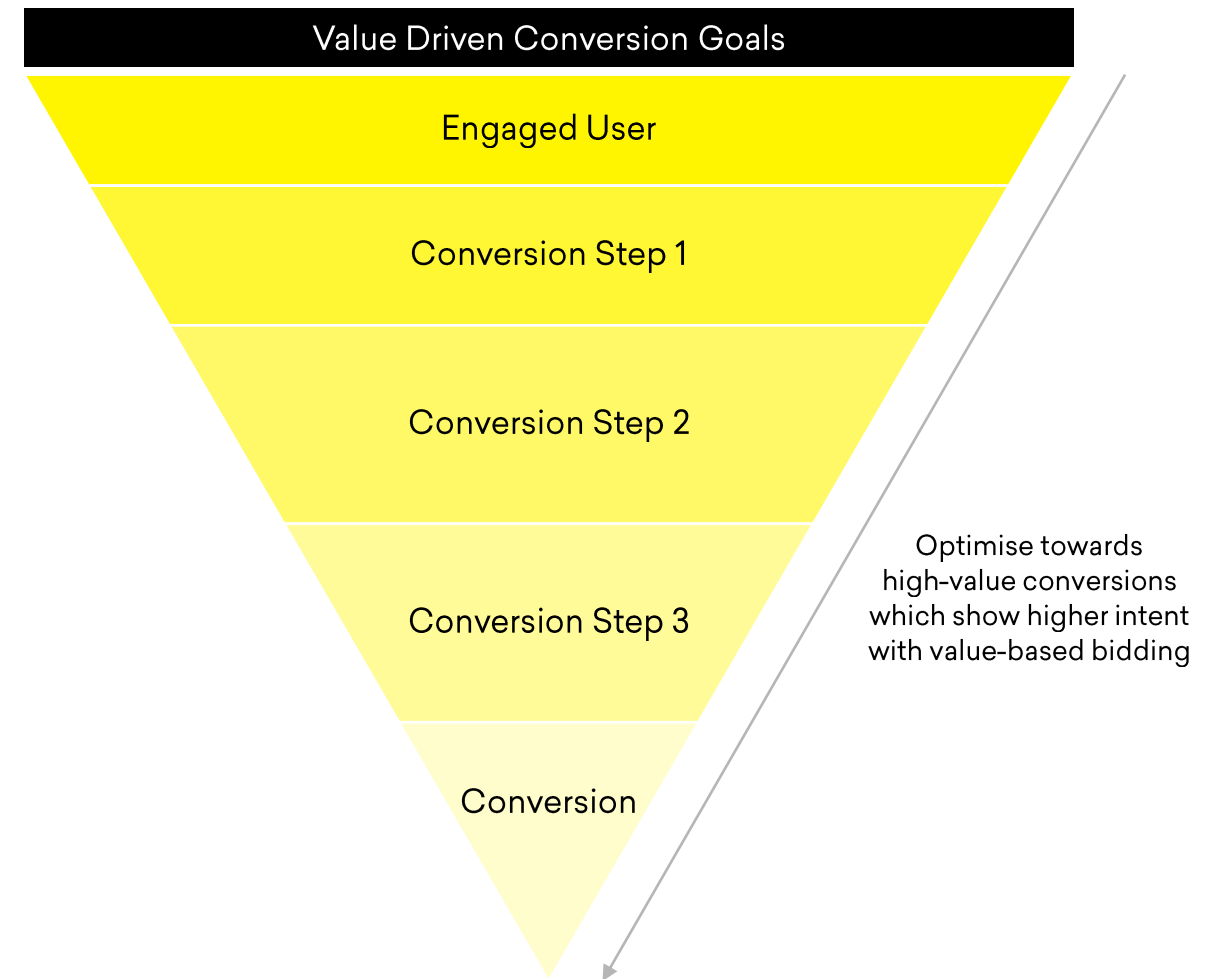 Value Driven Conversion Goals
Engaged User
Conversion Step 1
Conversion Step 2
Conversion Step 3
Conversion
Optimise towards
high-value conversions
which show higher intent
with value-based bidding